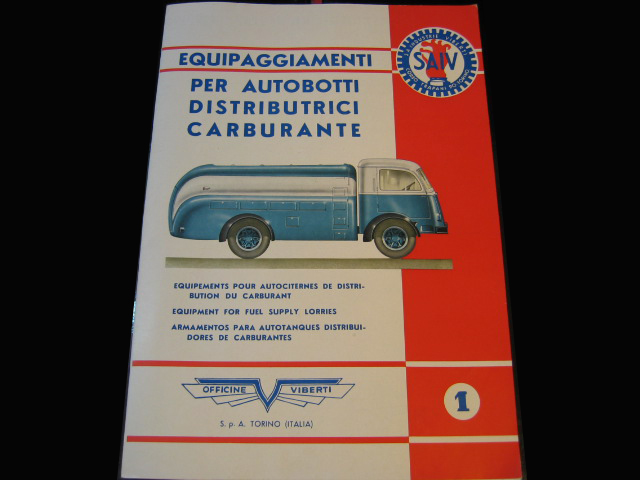 EQUIPAGGIAMENTI
PER AUTOBOTTI
DISTRIBUTRICI
CARBURANTE
SAIV
EQUIPEMENTS POUR AUTOCITERNES DE DISTRI-
BUTION DU CARBURANT
EQUIPMENT FOR FUEL SUPPLY LORRIES
ARMAMENTOS PARA AUTOTANQUES DISTRIBUI-
DORES DE CARBURANTES
OFFICINE VIBERTI
S. p. A. TORINO (ITALIA)
1